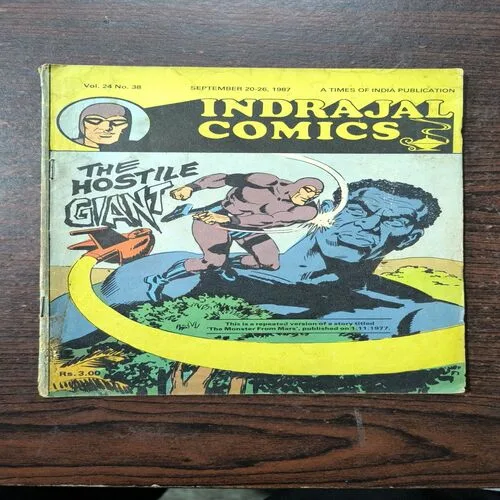 Vol. 24 No. 38 SEPTEMBER 20-26, 1987 A TIMES OF INDIA PUBLICATION
INDRAJAL
COMICS
THE
HOSTILE
GIANT
This is a repeated version of a story titled
'The Monster From Mars', published on 1.11.1977.
Rs. 3.00